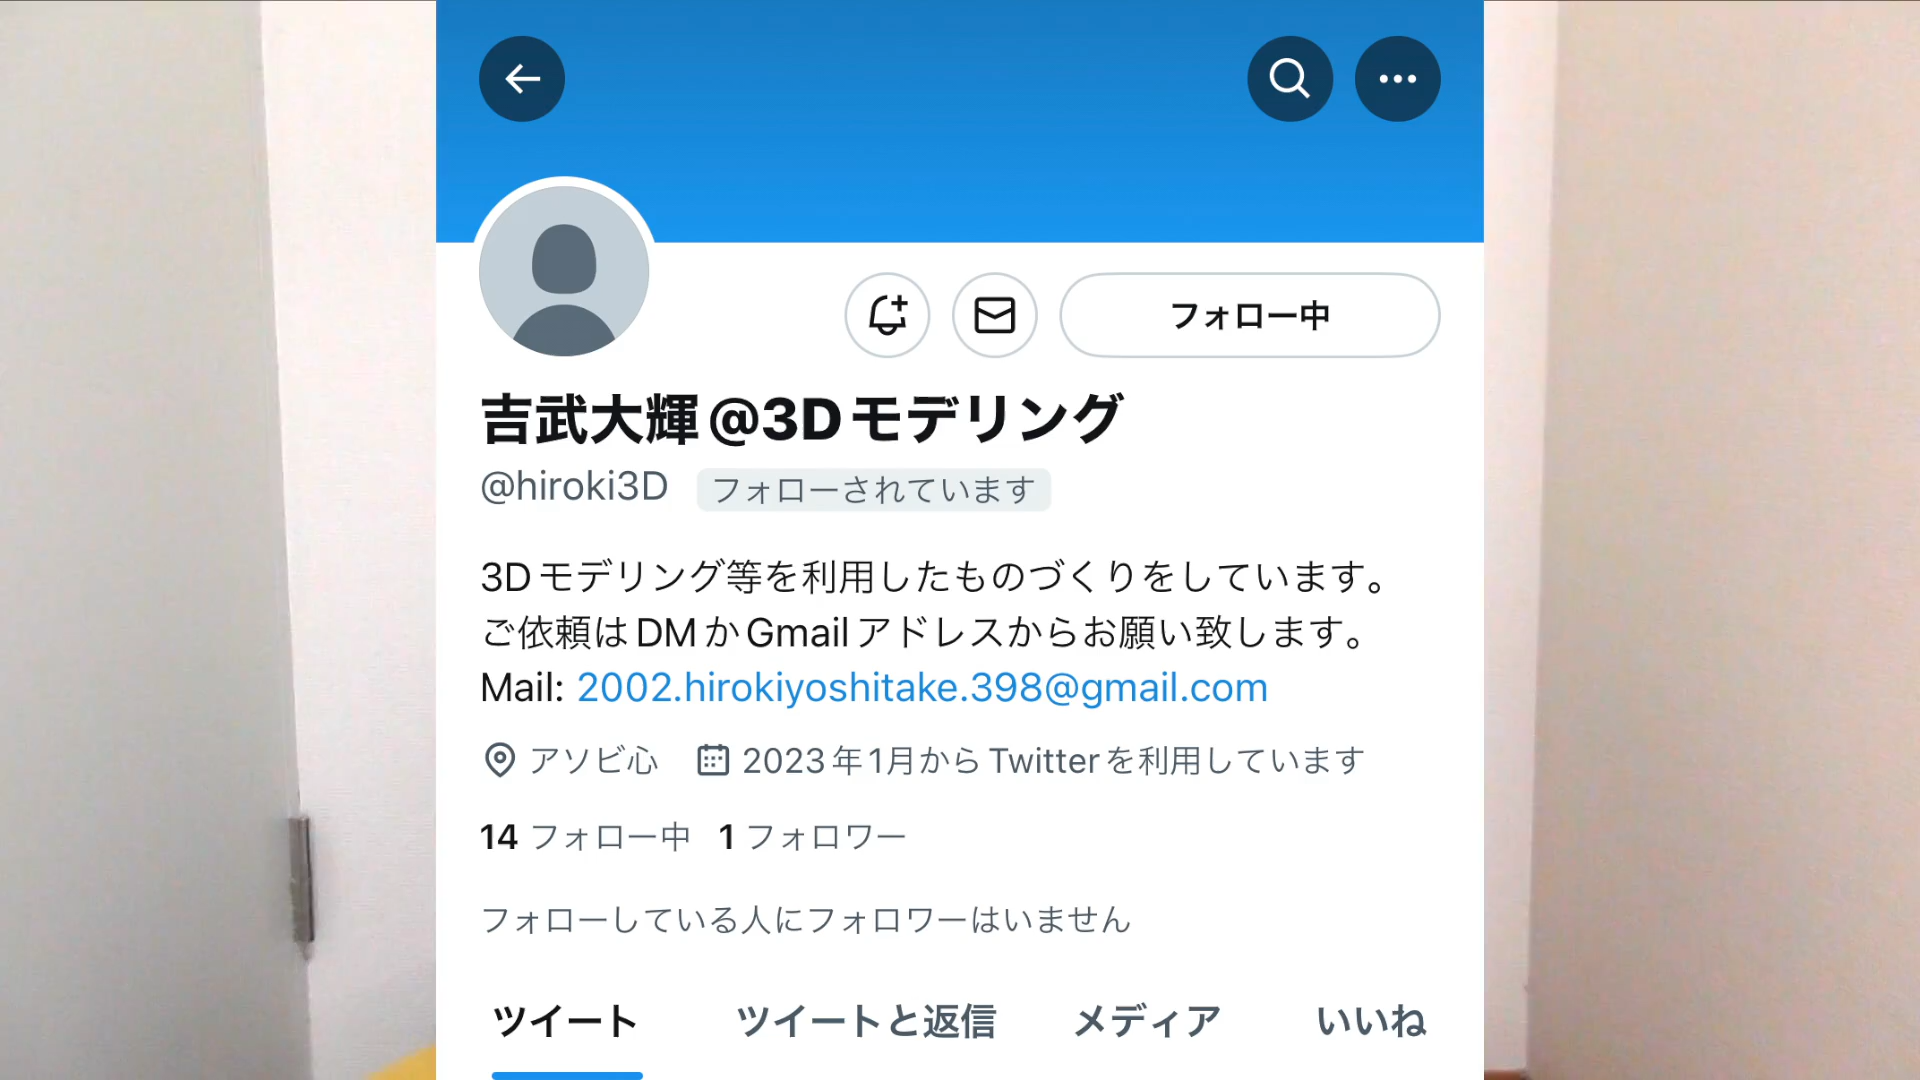 フォロー中
吉武大輝@3Dモデリング
@hiroki3D フォローされています
3Dモデリング等を利用したものづくりをしています。
ご依頼はDMかGmailアドレスからお願い致します。
Mail: 2002.hirokiyoshitake.398@gmail.com
アソビ心 2023年1月からTwitterを利用しています
14 フォロー中 1 フォロワー
フォローしている人にフォロワーはいません
ツイート ツイートと返信 メディア いいね